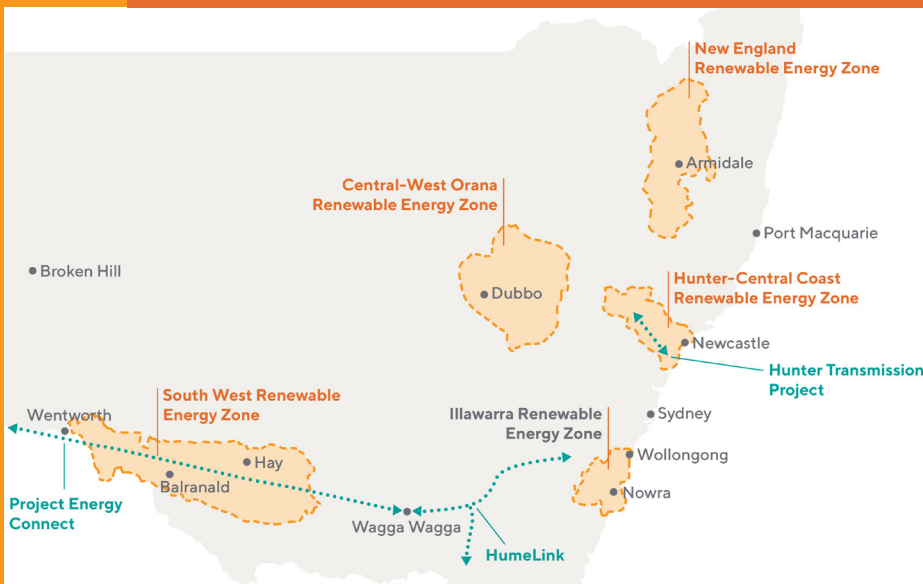 New England
Renewable Energy Zone
Armidale
Central-West Orana
Renewable Energy Zone
Port Macquarie
Broken Hill
Dubbo
Hunter-Central Coast
Renewable Energy Zone
Newcastle
Hunter Transmission
Project
South West Renewable
Energy Zone
Wentworth
Illawarra Renewable
Energy Zone
Sydney
Hay
Balranald
Wollongong
Nowra
Project Energy
Connect
Wagga Wagga
HumeLink